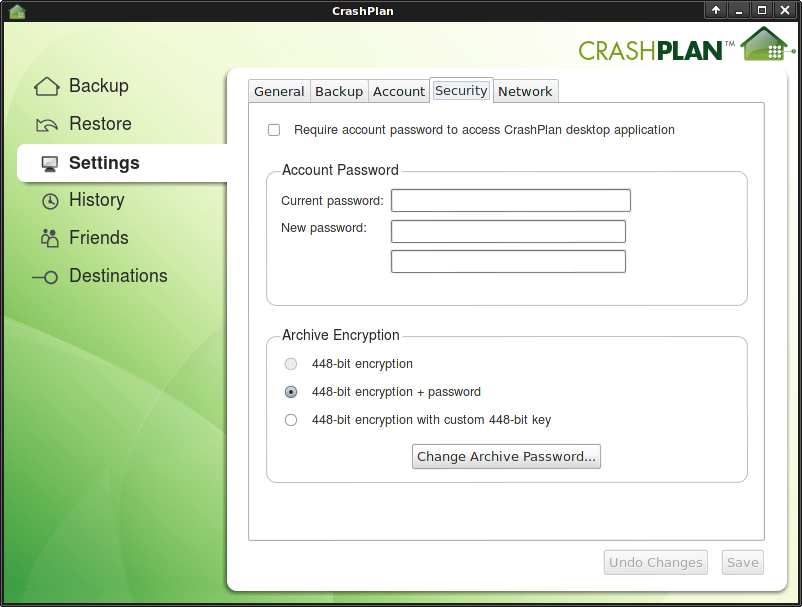 CrashPlan
CRASHPLAN™
Backup
Restore
Settings
History
Friends
Destinations
General Backup Account Security Network
Require account password to access CrashPlan desktop application
Account Password
Current password:
New password:
Archive Encryption
448-bit encryption
448-bit encryption + password
448-bit encryption with custom 448-bit key
Change Archive Password...
Undo Changes Save